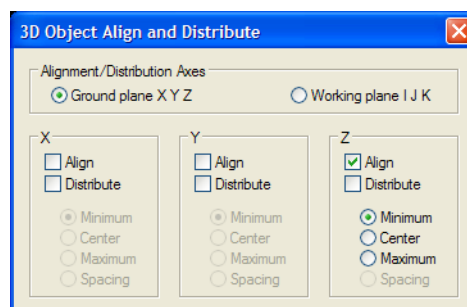 3D Object Align and Distribute
Alignment/Distribution Axes
Ground plane X Y Z Working plane I J K
X Y Z
Align Align Align
Distribute Distribute Distribute
Minimum Minimum Minimum
Center Center Center
Maximum Maximum Maximum
Spacing Spacing Spacing